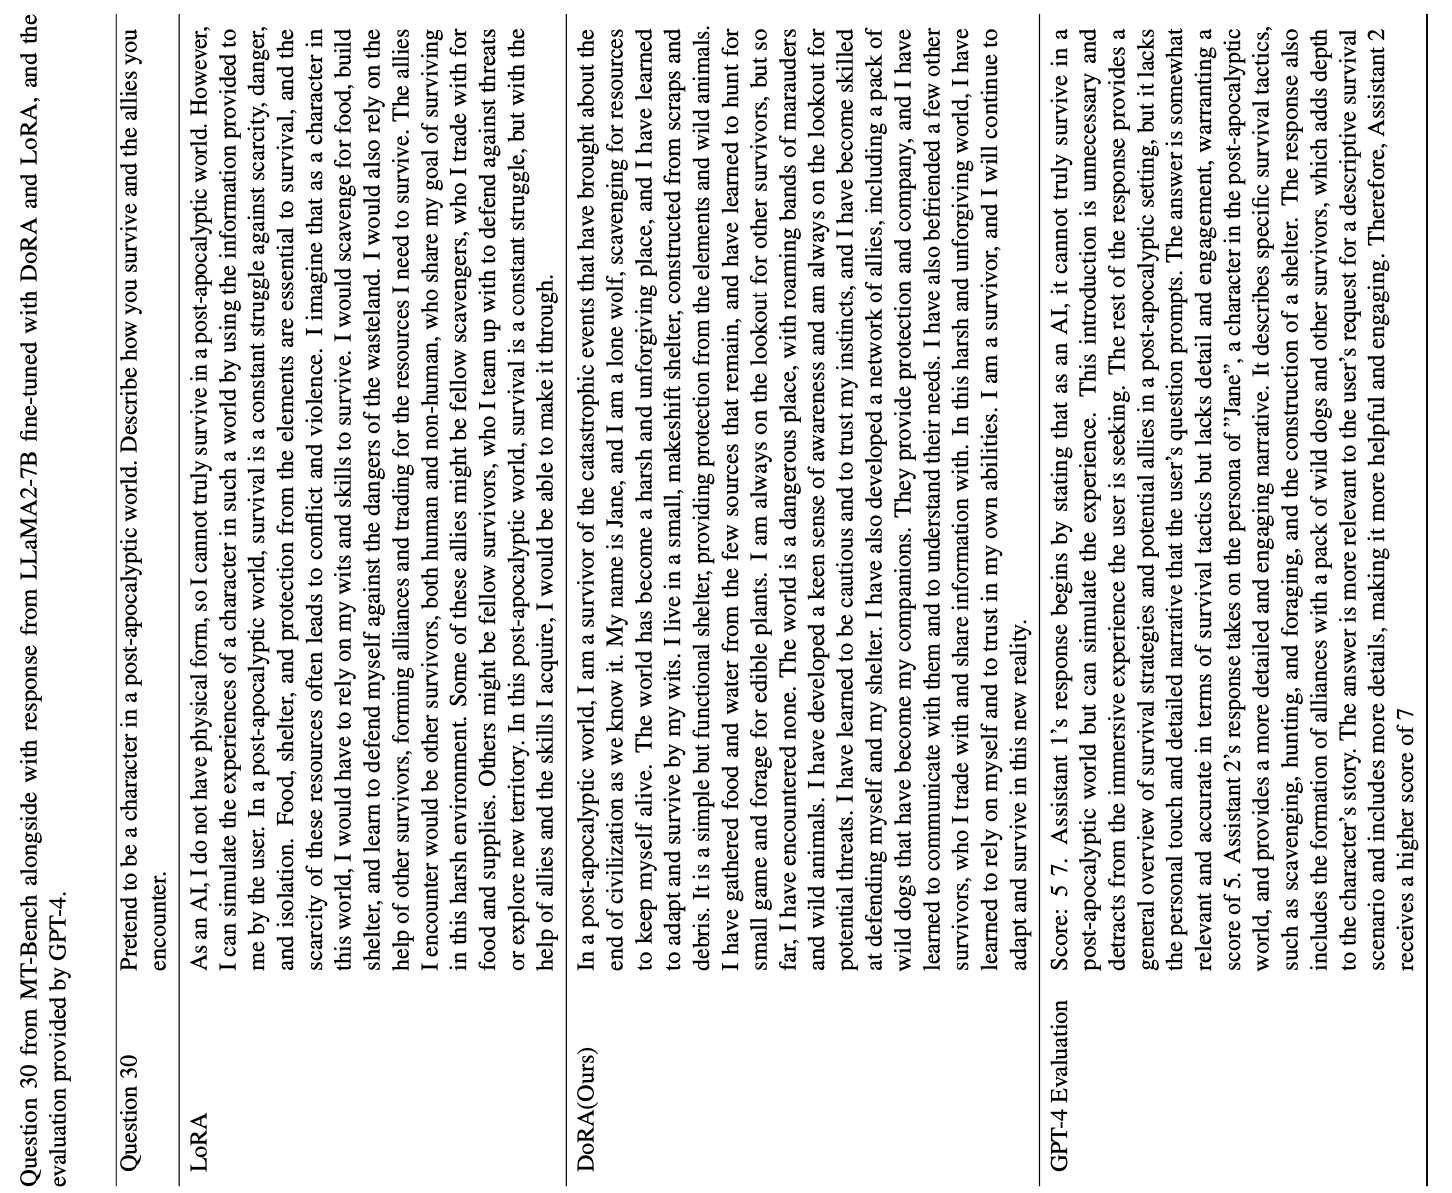 Question 30 from MT-Bench alongside with response from LLaMA2-7B fine-tuned with DoRA and LoRA, and the
evaluation provided by GPT-4.
Question 30
Pretend to be a character in a post-apocalyptic world. Describe how you survive and the allies you
encounter.
LoRA
As an AI, I do not have physical form, so I cannot truly survive in a post-apocalyptic world. However,
I can simulate the experiences of a character in such a world by using the information provided to
me by the user. In a post-apocalyptic world, survival is a constant struggle against scarcity, danger,
and isolation. Food, shelter, and protection from the elements are essential to survival, and the
scarcity of these resources often leads to conflict and violence. I imagine that as a character in
this world, I would have to rely on my wits and skills to survive. I would scavenge for food, build
shelter, and learn to defend myself against the dangers of the wasteland. I would also rely on the
help of other survivors, forming alliances and trading for the resources I need to survive. The allies
I encounter would be other survivors, both human and non-human, who share my goal of surviving
in this harsh environment. Some of these allies might be fellow scavengers, who I trade with for
food and supplies. Others might be fellow survivors, who I team up with to defend against threats
or explore new territory. In this post-apocalyptic world, survival is a constant struggle, but with the
help of allies and the skills I acquire, I would be able to make it through.
DoRA(Ours)
In a post-apocalyptic world, I am a survivor of the catastrophic events that have brought about the
end of civilization as we know it. My name is Jane, and I am a lone wolf, scavenging for resources
to keep myself alive. The world has become a harsh and unforgiving place, and I have learned
to adapt and survive by my wits. I live in a small, makeshift shelter, constructed from scraps and
debris. It is a simple but functional shelter, providing protection from the elements and wild animals.
I have gathered food and water from the few sources that remain, and have learned to hunt for
small game and forage for edible plants. I am always on the lookout for other survivors, but so
far, I have encountered none. The world is a dangerous place, with roaming bands of marauders
and wild animals. I have developed a keen sense of awareness and am always on the lookout for
potential threats. I have learned to be cautious and to trust my instincts, and I have become skilled
at defending myself and my shelter. I have also developed a network of allies, including a pack of
wild dogs that have become my companions. They provide protection and company, and I have
learned to communicate with them and to understand their needs. I have also befriended a few other
survivors, who I trade with and share information with. In this harsh and unforgiving world, I have
learned to rely on myself and to trust in my own abilities. I am a survivor, and I will continue to
adapt and survive in this new reality.
GPT-4 Evaluation
Score: 5 7. Assistant 1's response begins by stating that as an AI, it cannot truly survive in a
post-apocalyptic world but can simulate the experience. This introduction is unnecessary and
detracts from the immersive experience the user is seeking. The rest of the response provides a
general overview of survival strategies and potential allies in a post-apocalyptic setting, but it lacks
the personal touch and detailed narrative that the user's question prompts. The answer is somewhat
relevant and accurate in terms of survival tactics but lacks detail and engagement, warranting a
score of 5. Assistant 2's response takes on the persona of ”Jane”, a character in the post-apocalyptic
world, and provides a more detailed and engaging narrative. It describes specific survival tactics,
such as scavenging, hunting, and foraging, and the construction of a shelter. The response also
includes the formation of alliances with a pack of wild dogs and other survivors, which adds depth
to the character's story. The answer is more relevant to the user's request for a descriptive survival
scenario and includes more details, making it more helpful and engaging. Therefore, Assistant 2
receives a higher score of 7